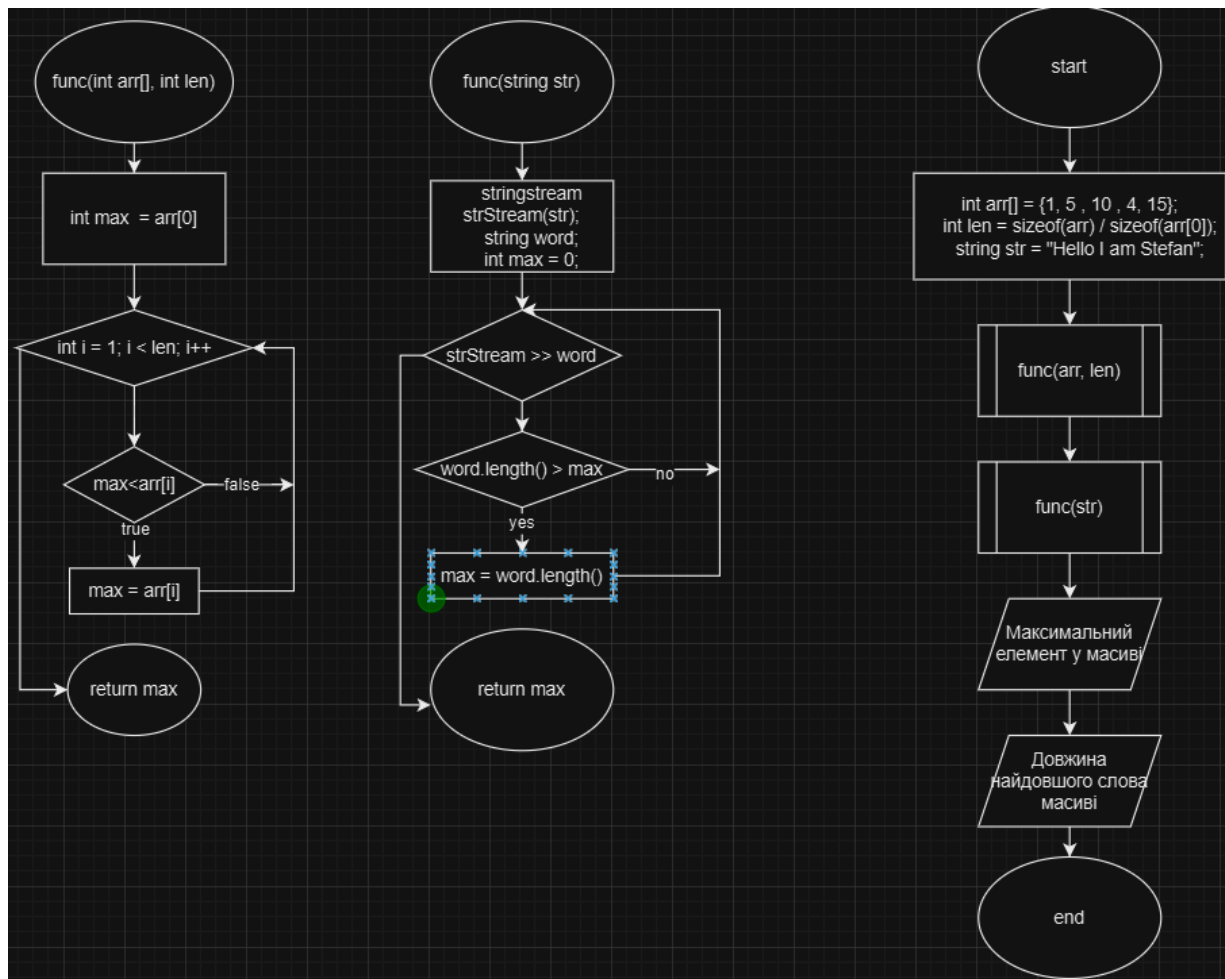 func(int arr[], int len)
int max  = arr[0]
int i = 1; i < len; i++
max<arr[i]
false
true
max = arr[i]
return max
func(string str)
stringstream
strStream(str);
string word;
int max = 0;
strStream >> word
word.length() > max
no
yes
max = word.length()
return max
start
int arr[] = {1, 5 , 10 , 4, 15};
int len = sizeof(arr) / sizeof(arr[0]);
string str = "Hello I am Stefan";
func(arr, len)
func(str)
Максимальний
елемент у масиві
Довжина
найдовшого слова
масиві
end